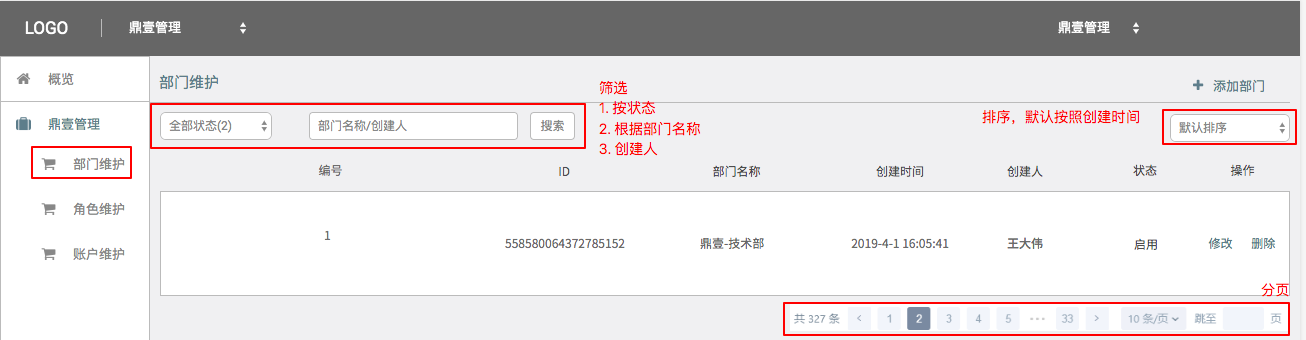 LOGO 鼎壹管理 鼎壹管理
概览
部门维护
添加部门
鼎壹管理
部门维护
角色维护
账户维护
全部状态(2) 部门名称/创建人 搜索
筛选
1. 按状态
2. 根据部门名称
3. 创建人
排序，默认按照创建时间
默认排序
编号 ID 部门名称 创建时间 创建人 状态 操作
1 558580064372785152 鼎壹-技术部 2019-4-1 16:05:41 王大伟 启用 修改 删除
分页
共 327 条 < 1 2 3 4 5 ··· 33 > 10 条/页 跳至 页